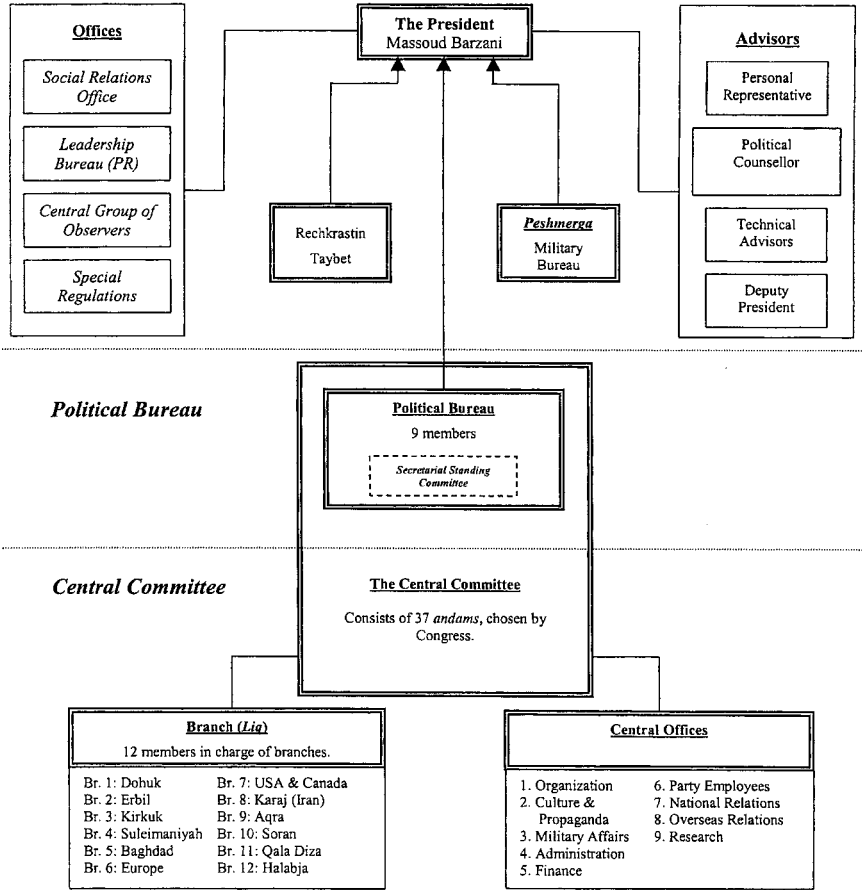 Offices
Social Relations
Office
Leadership
Bureau (PR)
Central Group of
Observers
Special
Regulations
The President
Massoud Barzani
Advisors
Personal
Representative
Political
Counsellor
Technical
Advisors
Deputy
President
Rechkrastin
Taybet
Peshmerga
Military
Bureau
Political Bureau
Political Bureau
9 members
Secretarial Standing
Committee
Central Committee
The Central Committee
Consists of 37 andams, chosen by
Congress.
Branch (Liq)
12 members in charge of branches.
Br. 1: Dohuk
Br. 2: Erbil
Br. 3: Kirkuk
Br. 4: Suleimaniyah
Br. 5: Baghdad
Br. 6: Europe
Br. 7: USA & Canada
Br. 8: Karaj (Iran)
Br. 9: Aqra
Br. 10: Soran
Br. 11: Qala Diza
Br. 12: Halabja
Central Offices
1. Organization
2. Culture &
Propaganda
3. Military Affairs
4. Administration
5. Finance
6. Party Employees
7. National Relations
8. Overseas Relations
9. Research